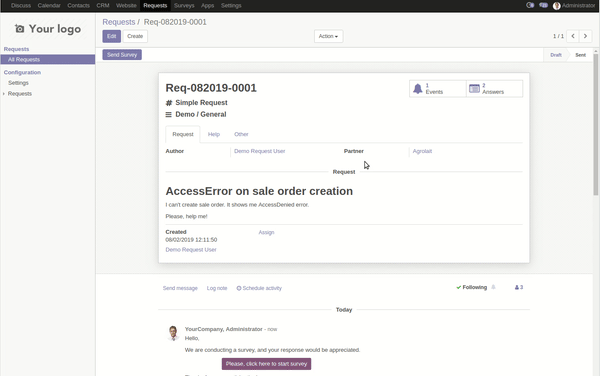 Discuss Calendar Contacts CRM Website Requests Surveys Apps Settings Administrator
Your logo
Requests / Req-082019-0001
Edit Create Action 1 / 1
Requests
All Requests
Configuration
Settings
Requests
Send Survey Draft Sent
Req-082019-0001
1 Events
2 Answers
# Simple Request
Demo / General
Request Help Other
Author Demo Request User Partner Agrolait
Request
AccessError on sale order creation
I can't create sale order. It shows me AccessDenied error.
Please, help me!
Created Assign
08/02/2019 12:11:50
Demo Request User
Send message Log note Schedule activity Following 3
Today
YourCompany, Administrator - now
Hello,
We are conducting a survey, and your response would be appreciated.
Please, click here to start survey